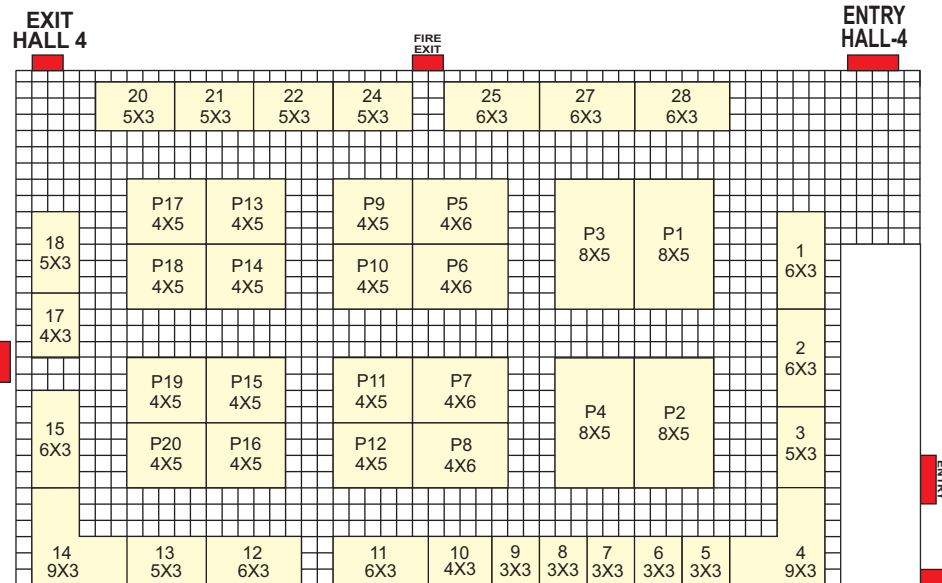 EXIT
HALL 4
FIRE
EXIT
ENTRY
HALL-4
20
5X3
21
5X3
22
5X3
24
5X3
25
6X3
27
6X3
28
6X3
P17
4X5
P13
4X5
P9
4X5
P5
4X6
P3
8X5
P1
8X5
18
5X3
1
6X3
P18
4X5
P14
4X5
P10
4X5
P6
4X6
17
4X3
2
6X3
P19
4X5
P15
4X5
P11
4X5
P7
4X6
P4
8X5
P2
8X5
15
6X3
3
5X3
P20
4X5
P16
4X5
P12
4X5
P8
4X6
ENTRY
14
9X3
13
5X3
12
6X3
11
6X3
10
4X3
9
3X3
8
3X3
7
3X3
6
3X3
5
3X3
4
9X3